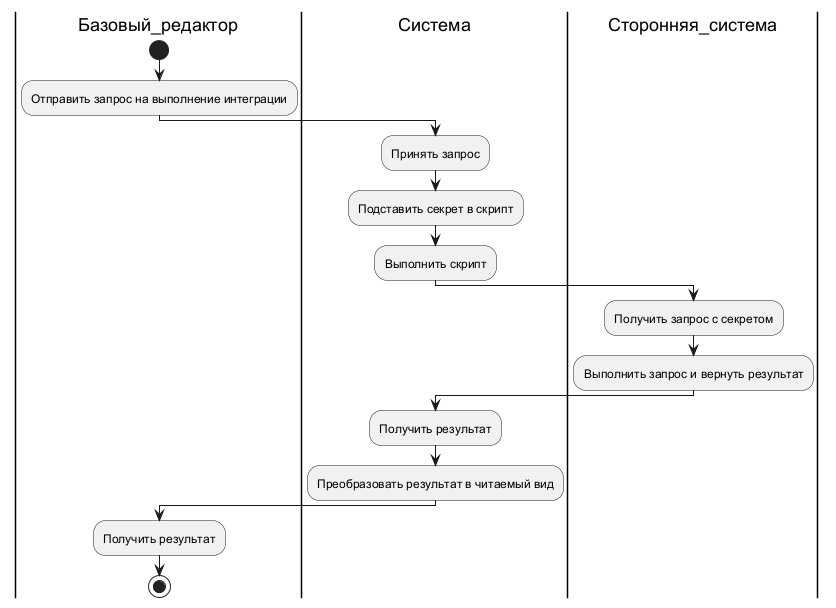 Базовый_редактор
Система
Сторонняя_система
Отправить запрос на выполнение интеграции
Принять запрос
Подставить секрет в скрипт
Выполнить скрипт
Получить запрос с секретом
Выполнить запрос и вернуть результат
Получить результат
Преобразовать результат в читаемый вид
Получить результат